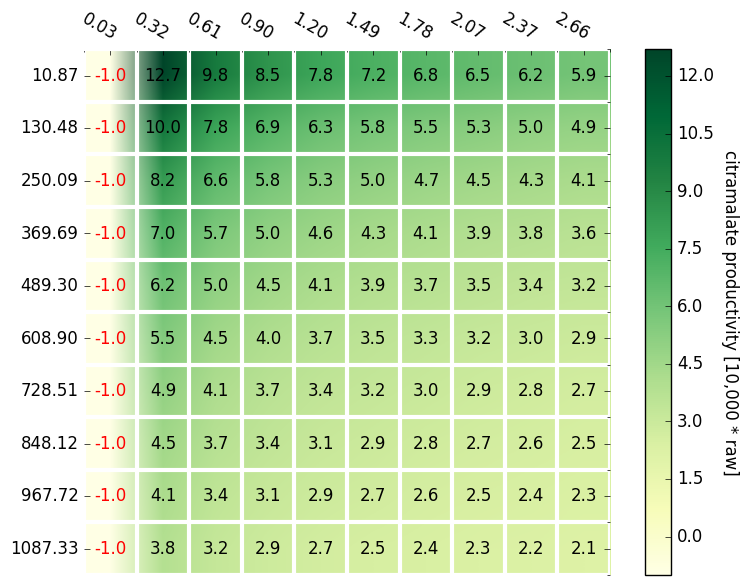 0.03 0.32 0.61 0.90 1.20 1.49 1.78 2.07 2.37 2.66
10.87 -1.0 12.7 9.8 8.5 7.8 7.2 6.8 6.5 6.2 5.9
130.48 -1.0 10.0 7.8 6.9 6.3 5.8 5.5 5.3 5.0 4.9
250.09 -1.0 8.2 6.6 5.8 5.3 5.0 4.7 4.5 4.3 4.1
369.69 -1.0 7.0 5.7 5.0 4.6 4.3 4.1 3.9 3.8 3.6
489.30 -1.0 6.2 5.0 4.5 4.1 3.9 3.7 3.5 3.4 3.2
608.90 -1.0 5.5 4.5 4.0 3.7 3.5 3.3 3.2 3.0 2.9
728.51 -1.0 4.9 4.1 3.7 3.4 3.2 3.0 2.9 2.8 2.7
848.12 -1.0 4.5 3.7 3.4 3.1 2.9 2.8 2.7 2.6 2.5
967.72 -1.0 4.1 3.4 3.1 2.9 2.7 2.6 2.5 2.4 2.3
1087.33 -1.0 3.8 3.2 2.9 2.7 2.5 2.4 2.3 2.2 2.1
12.0
10.5
9.0
7.5
6.0
4.5
3.0
1.5
0.0
citramalate productivity [10,000 * raw]